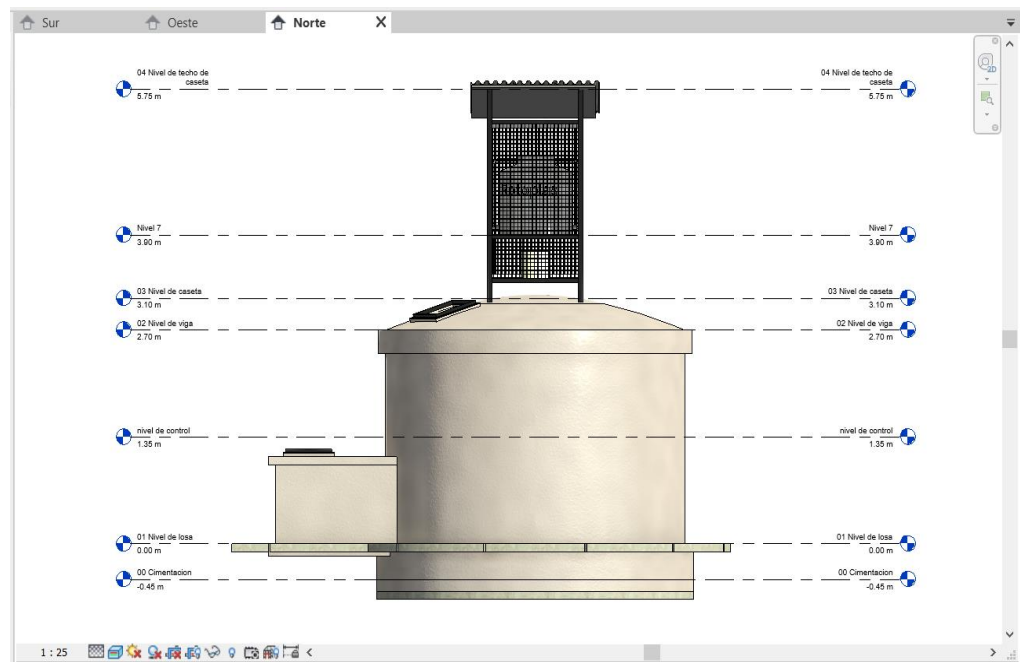 Sur
Oeste
Norte
04 Nivel de techo de
caseta
5.75 m
04 Nivel de techo de
caseta
5.75 m
2D
Nivel 7
3.90 m
Nivel 7
3.90 m
03 Nivel de caseta
3.10 m
03 Nivel de caseta
3.10 m
02 Nivel de viga
2.70 m
02 Nivel de viga
2.70 m
nivel de control
1.35 m
nivel de control
1.35 m
01 Nivel de losa
0.00 m
01 Nivel de losa
0.00 m
00 Cimentacion
-0.45 m
00 Cimentacion
-0.45 m
1 : 25